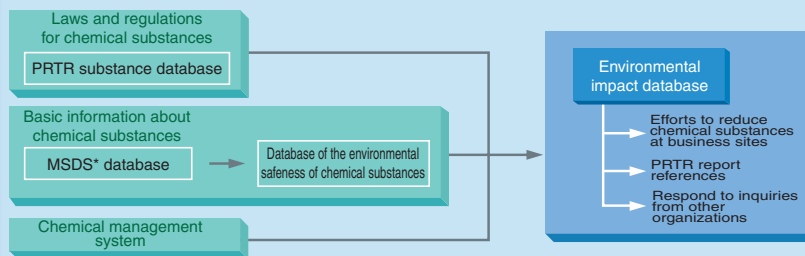 Laws and regulations
for chemical substances
PRTR substance database
Basic information about
chemical substances
MSDS* database
Database of the environmental
safeness of chemical substances
Chemical management
system
Environmental
impact database
Efforts to reduce
chemical substances
at business sites
PRTR report
references
Respond to inquiries
from other
organizations